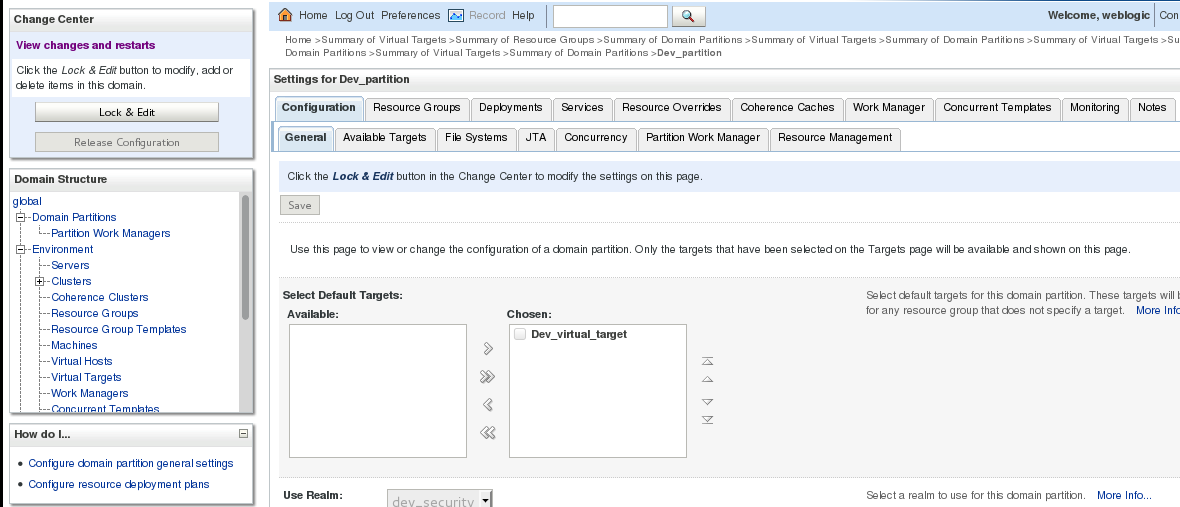 Change Center
View changes and restarts
Click the Lock & Edit button to modify, add or
delete items in this domain.
Lock & Edit
Release Configuration
Domain Structure
global
Domain Partitions
Partition Work Managers
Environment
Servers
Clusters
Coherence Clusters
Resource Groups
Resource Group Templates
Machines
Virtual Hosts
Virtual Targets
Work Managers
Concurrent Templates
How do I...
Configure domain partition general settings
Configure resource deployment plans
Home Log Out Preferences Record Help
Welcome, weblogic Con
Home >Summary of Virtual Targets >Summary of Resource Groups >Summary of Domain Partitions >Summary of Virtual Targets >Summary of Domain Partitions >Summary of Virtual Targets >Su
Domain Partitions >Summary of Virtual Targets >Summary of Domain Partitions >Dev_partition
Settings for Dev_partition
Configuration Resource Groups Deployments Services Resource Overrides Coherence Caches Work Manager Concurrent Templates Monitoring Notes
General Available Targets File Systems JTA Concurrency Partition Work Manager Resource Management
Click the Lock & Edit button in the Change Center to modify the settings on this page.
Save
Use this page to view or change the configuration of a domain partition. Only the targets that have been selected on the Targets page will be available and shown on this page.
Select Default Targets:
Available:
Chosen:
Dev_virtual_target
Select default targets for this domain partition. These targets will b
for any resource group that does not specify a target. More Info
Use Realm:
dev_security
Select a realm to use for this domain partition. More Info...